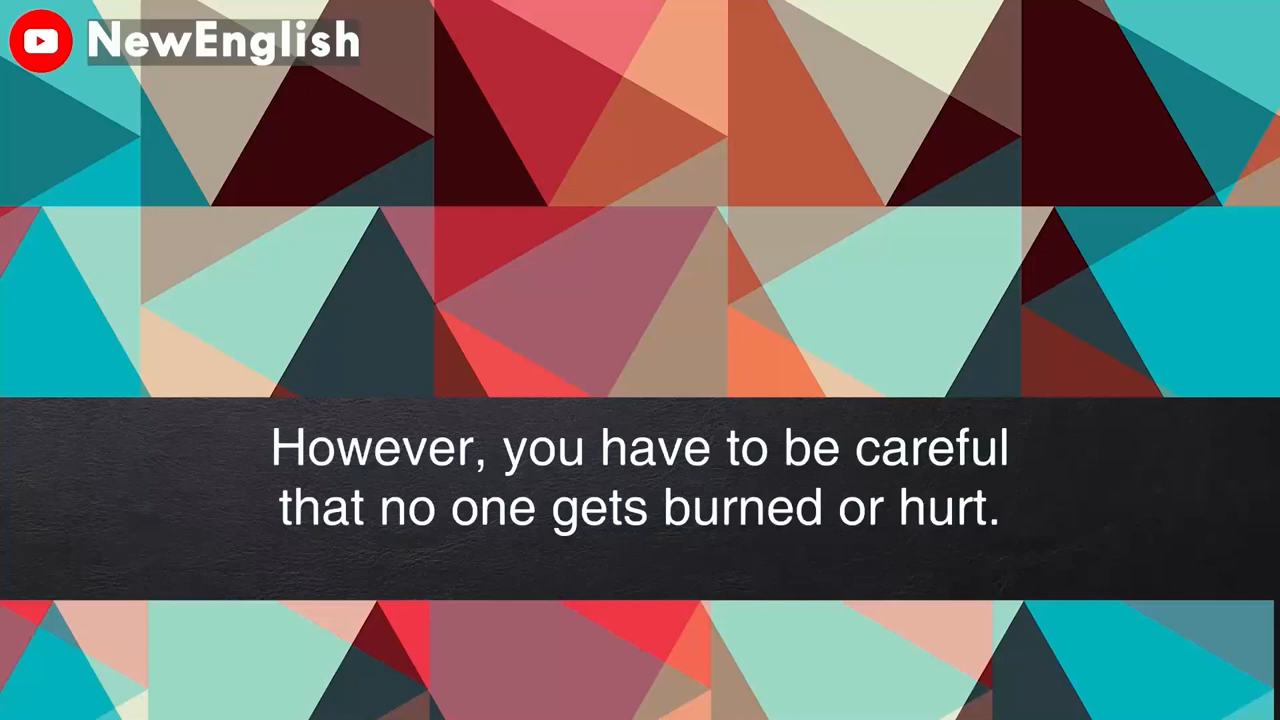 NewEnglish
However, you have to be careful
that no one gets burned or hurt.